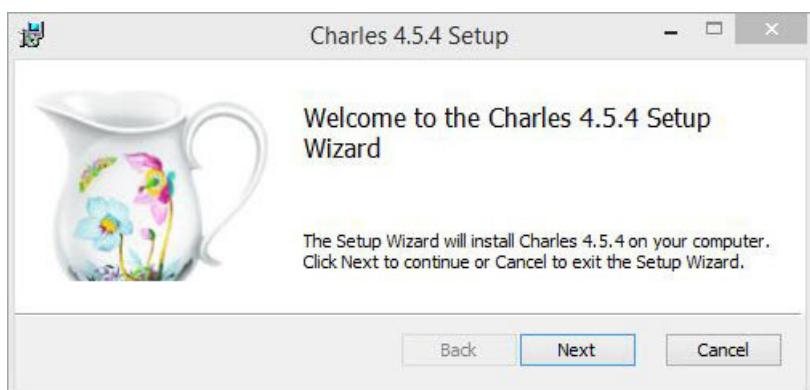 Charles 4.5.4 Setup
Welcome to the Charles 4.5.4 Setup
Wizard
The Setup Wizard will install Charles 4.5.4 on your computer.
Click Next to continue or Cancel to exit the Setup Wizard.
Back Next Cancel